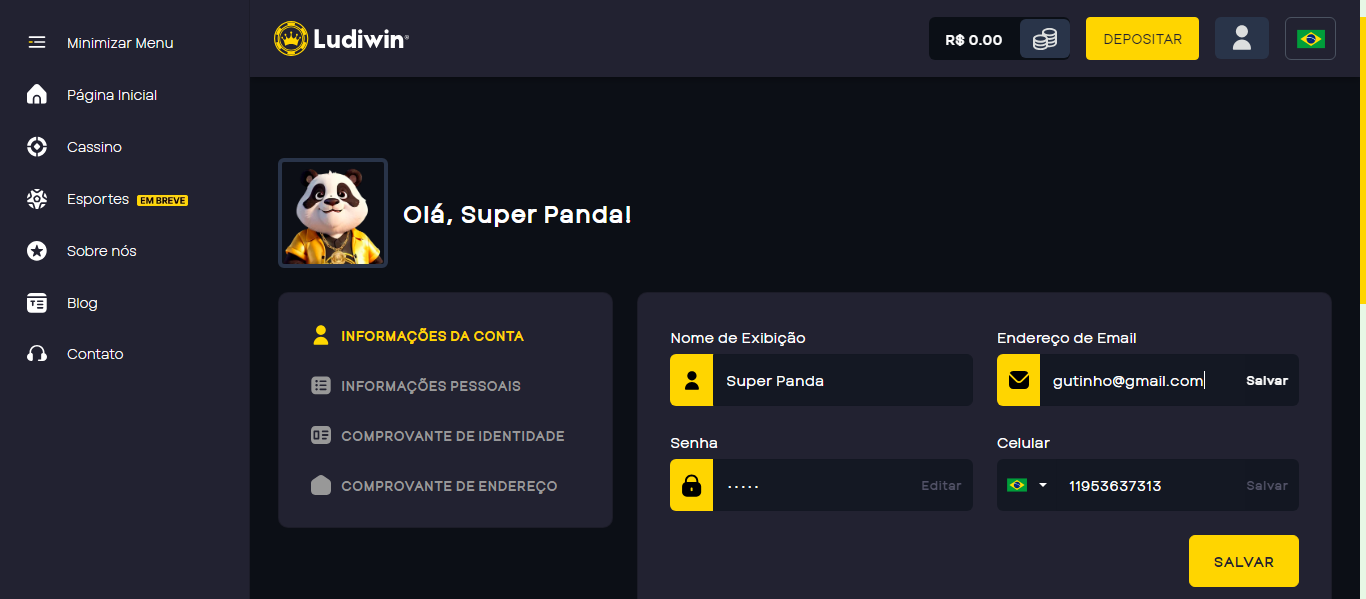 Minimizar Menu
Página Inicial
Cassino
Esportes EM BREVE
Sobre nós
Blog
Contato
Ludiwin®
R$ 0.00
DEPOSITAR
Olá, Super Panda!
INFORMAÇÕES DA CONTA
INFORMAÇÕES PESSOAIS
COMPROVANTE DE IDENTIDADE
COMPROVANTE DE ENDEREÇO
Nome de Exibição
Super Panda
Endereço de Email
gutinho@gmail.com Salvar
Senha
····· Editar
Celular
11953637313 Salvar
SALVAR